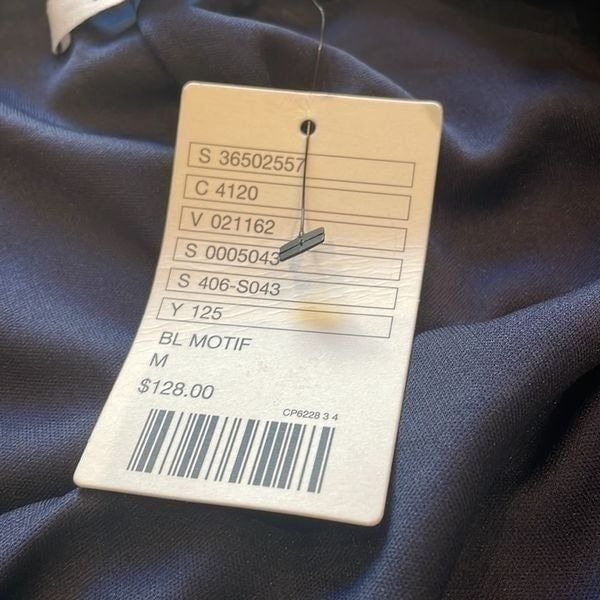 S 36502557
C 4120
V 021162
S 0005043
S 406-S043
Y 125
BL MOTIF
M
$128.00
CP6228 3 4